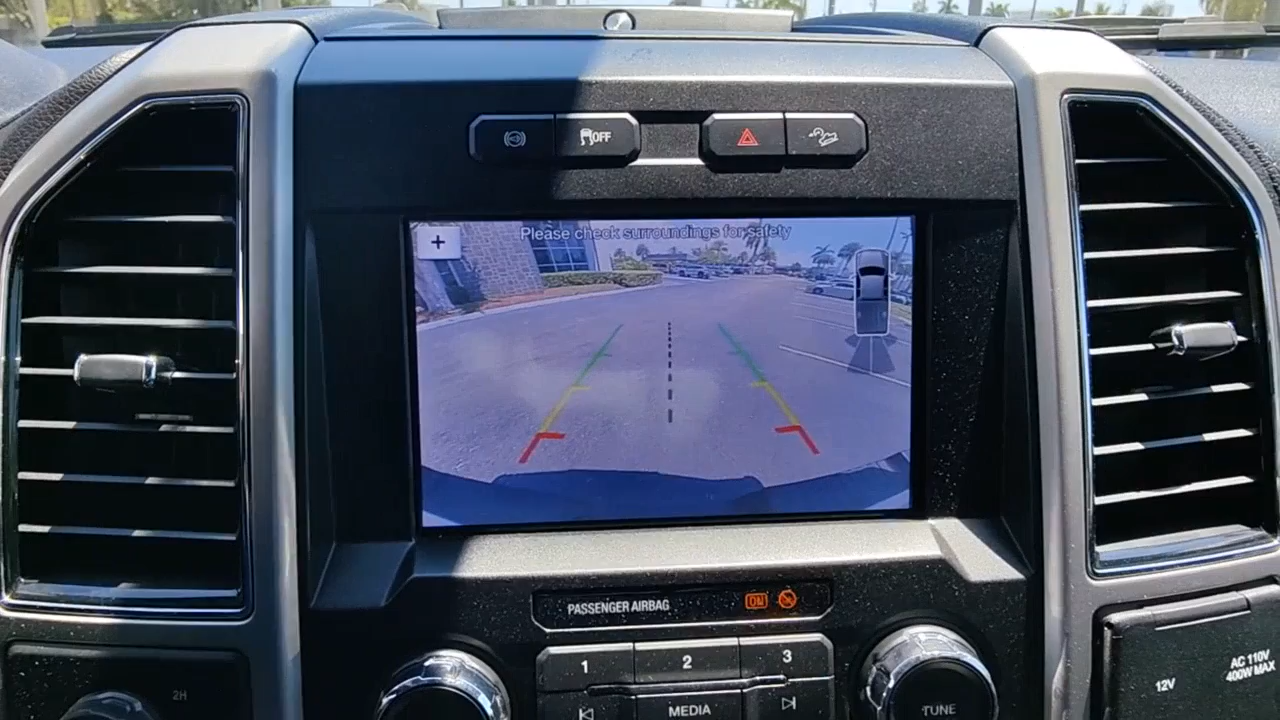 OFF
Please check surroundings for safety
+
PASSENGER AIRBAG
ON
1
2
3
2H
MEDIA
TUNE
12V
AC 110V
400W MAX